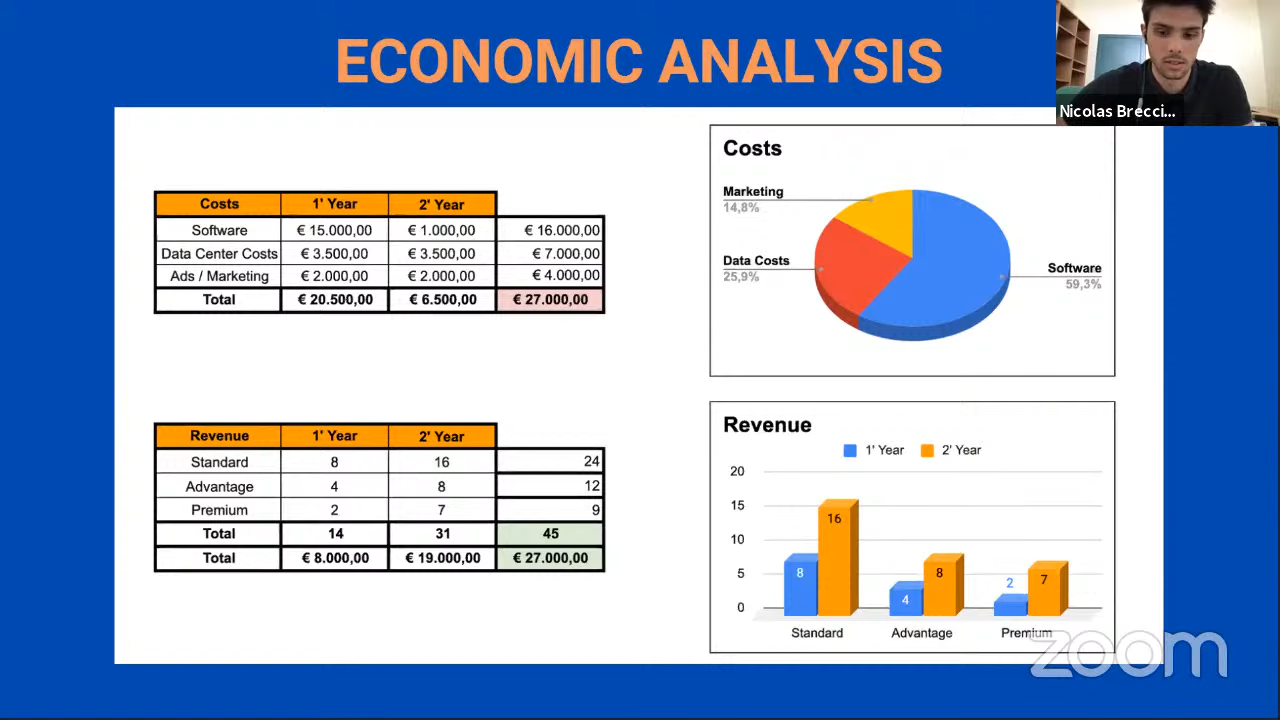 ECONOMIC ANALYSIS
Nicolas Brecci...
Costs 1' Year 2' Year
Software € 15.000,00 € 1.000,00 € 16.000,00
Data Center Costs € 3.500,00 € 3.500,00 € 7.000,00
Ads / Marketing € 2.000,00 € 2.000,00 € 4.000,00
Total € 20.500,00 € 6.500,00 € 27.000,00
Costs
Marketing
14,8%
Data Costs
25,9%
Software
59,3%
Revenue 1' Year 2' Year
Standard 8 16 24
Advantage 4 8 12
Premium 2 7 9
Total 14 31 45
Total € 8.000,00 € 19.000,00 € 27.000,00
Revenue
1' Year 2' Year
20
15
10
5
0
8 16 4 8 2 7
Standard Advantage Premium
zoom